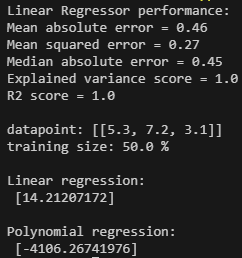 Linear Regressor performance:
Mean absolute error = 0.46
Mean squared error = 0.27
Median absolute error = 0.45
Explained variance score = 1.0
R2 score = 1.0
datapoint: [[5.3, 7.2, 3.1]]
training size: 50.0 %
Linear regression:
[14.21207172]
Polynomial regression:
[-4106.26741976]